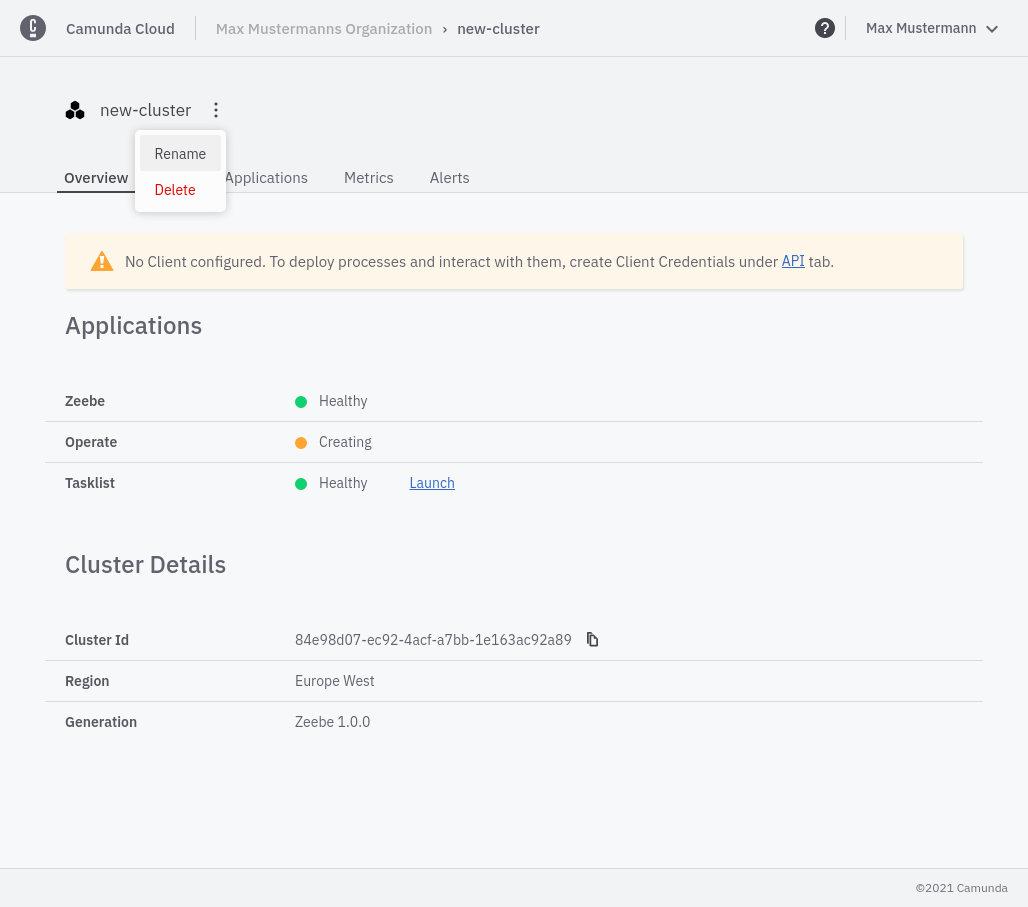 Camunda Cloud Max Mustermanns Organization › new-cluster ? Max Mustermann
new-cluster
Rename
Delete
Overview Applications Metrics Alerts
No Client configured. To deploy processes and interact with them, create Client Credentials under API tab.
Applications
Zeebe Healthy
Operate Creating
Tasklist Healthy Launch
Cluster Details
Cluster Id 84e98d07-ec92-4acf-a7bb-1e163ac92a89
Region Europe West
Generation Zeebe 1.0.0
©2021 Camunda